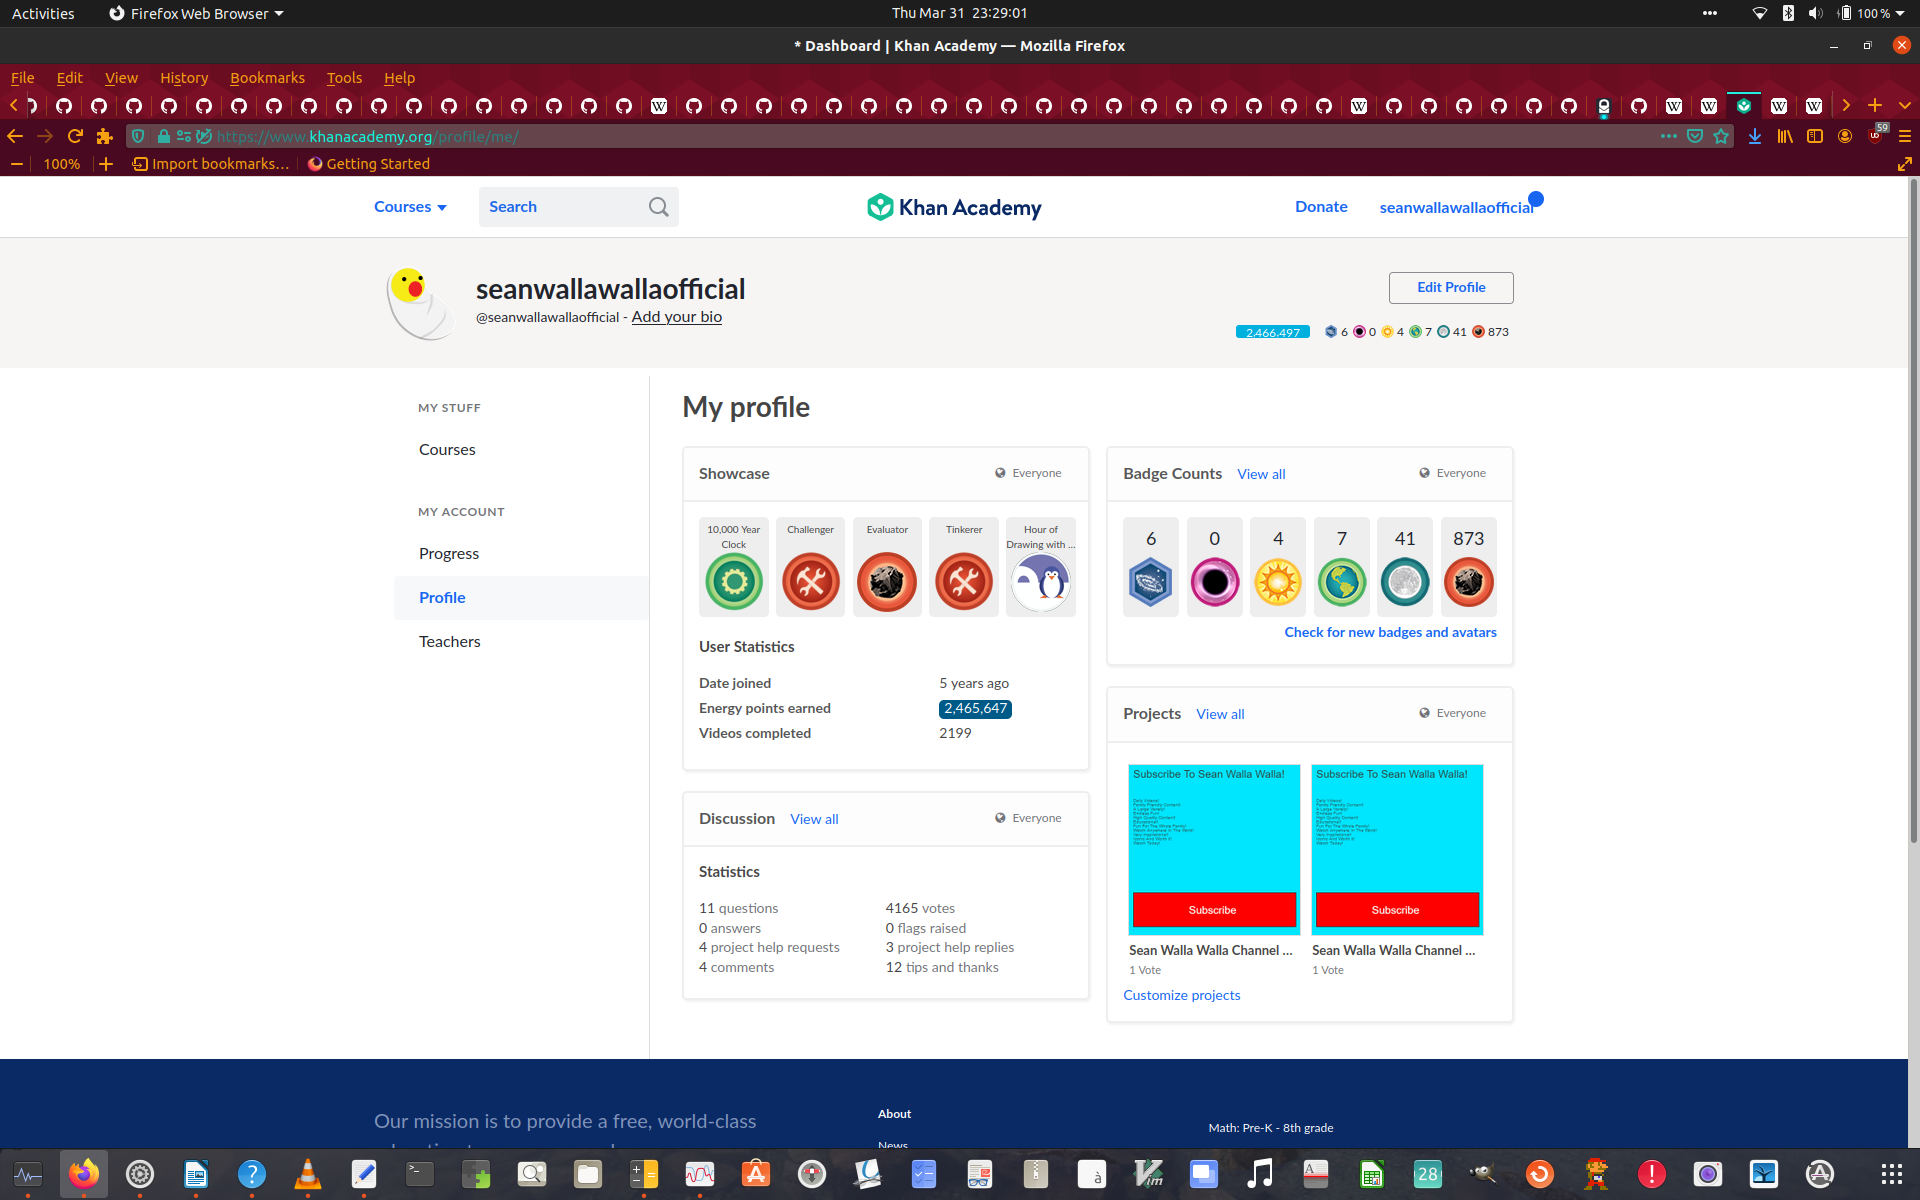 Activities Firefox Web Browser Thu Mar 31 23:29:01 100 %
* Dashboard | Khan Academy — Mozilla Firefox
File Edit View History Bookmarks Tools Help
https://www.khanacademy.org/profile/me/ 59
100% Import bookmarks… Getting Started
Courses Search Khan Academy Donate seanwallawallaofficial
seanwallawallaofficial
@seanwallawallaofficial - Add your bio
Edit Profile
2,466,497 6 0 4 7 41 873
MY STUFF
Courses
MY ACCOUNT
Progress
Profile
Teachers
My profile
Showcase Everyone
10,000 Year Clock
Challenger
Evaluator
Tinkerer
Hour of Drawing with ...
User Statistics
Date joined 5 years ago
Energy points earned 2,465,647
Videos completed 2199
Discussion View all Everyone
Statistics
11 questions 4165 votes
0 answers 0 flags raised
4 project help requests 3 project help replies
4 comments 12 tips and thanks
Badge Counts View all Everyone
6 0 4 7 41 873
Check for new badges and avatars
Projects View all Everyone
Subscribe To Sean Walla Walla! Subscribe To Sean Walla Walla!
Subscribe Subscribe
Sean Walla Walla Channel ... Sean Walla Walla Channel ...
1 Vote 1 Vote
Customize projects
Our mission is to provide a free, world-class
About
News
Math: Pre-K - 8th grade
28